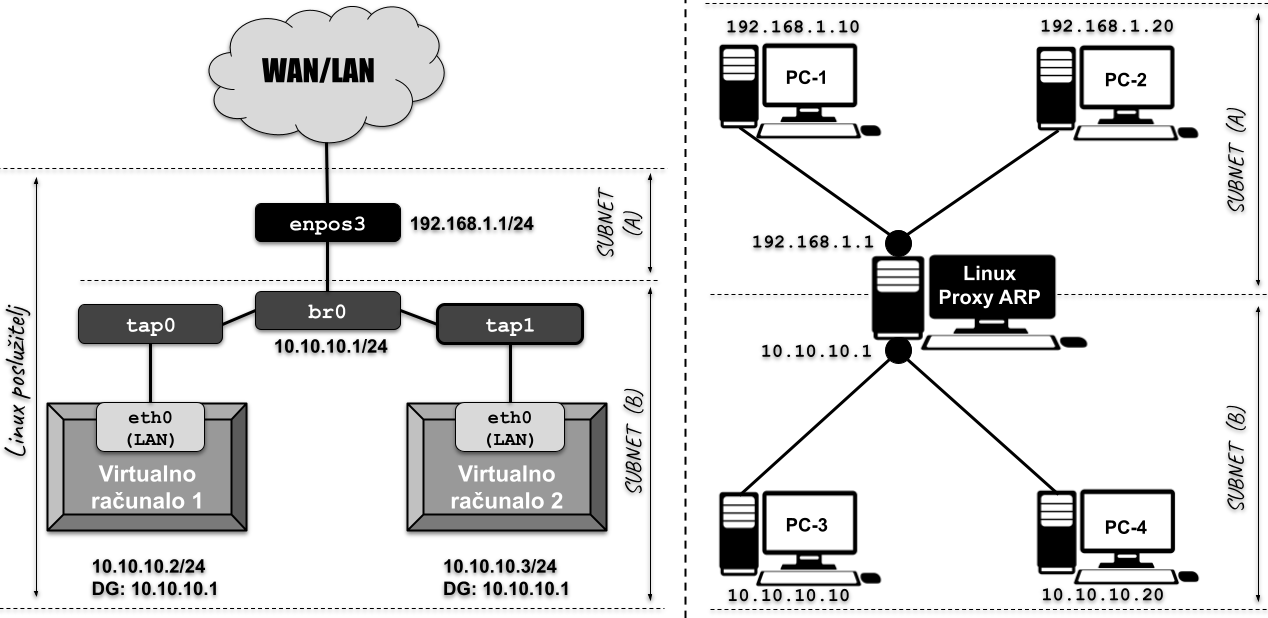 WAN/LAN
enpos3
192.168.1.1/24
SUBNET
(A)
tap0
br0
tap1
10.10.10.1/24
Linux poslužitelj
SUBNET (B)
eth0
(LAN)
Virtualno
računalo 1
eth0
(LAN)
Virtualno
računalo 2
10.10.10.2/24
DG: 10.10.10.1
10.10.10.3/24
DG: 10.10.10.1
192.168.1.10
192.168.1.20
PC-1
PC-2
SUBNET (A)
192.168.1.1
Linux
Proxy ARP
10.10.10.1
SUBNET (B)
PC-3
PC-4
10.10.10.10
10.10.10.20